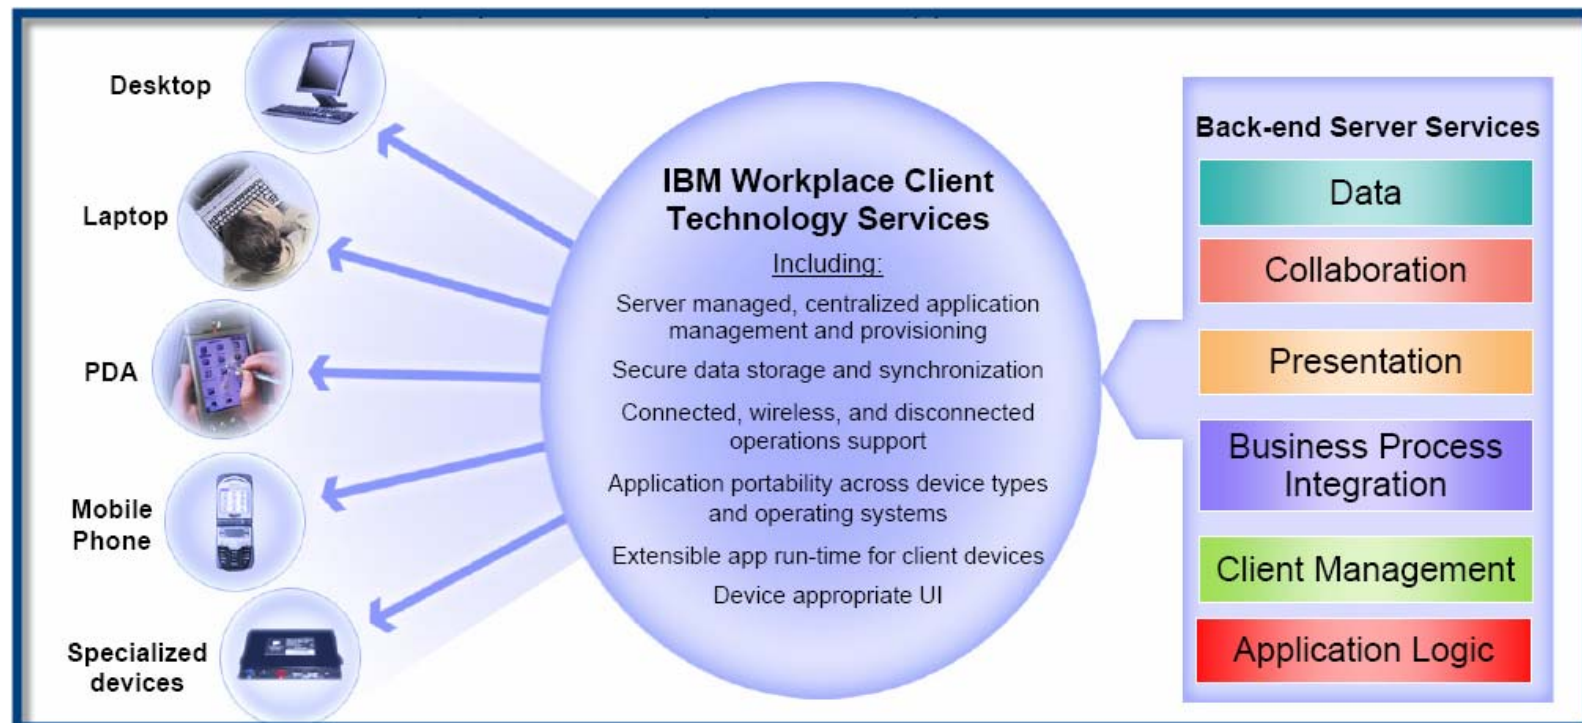 Desktop
Laptop
PDA
Mobile
Phone
Specialized
devices
IBM Workplace Client
Technology Services
Including:
Server managed, centralized application
management and provisioning
Secure data storage and synchronization
Connected, wireless, and disconnected
operations support
Application portability across device types
and operating systems
Extensible app run-time for client devices
Device appropriate UI
Back-end Server Services
Data
Collaboration
Presentation
Business Process
Integration
Client Management
Application Logic